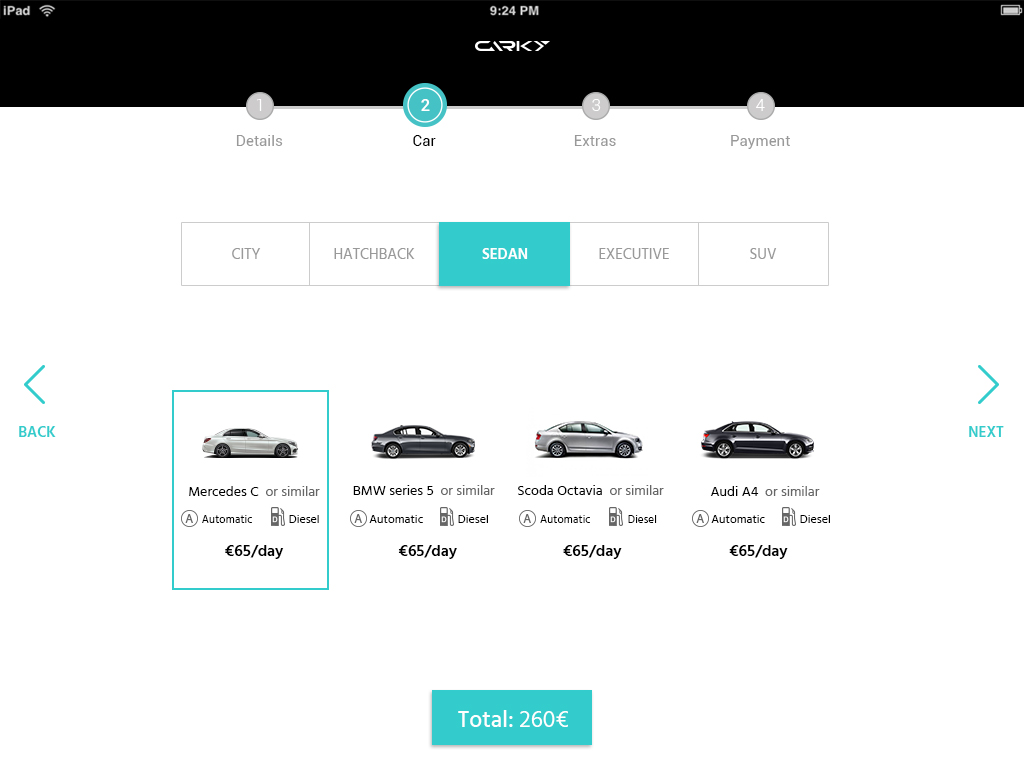 iPad 9:24 PM
CARKY
1 2 3 4
Details Car Extras Payment
CITY HATCHBACK SEDAN EXECUTIVE SUV
BACK NEXT
Mercedes C or similar BMW series 5 or similar Scoda Octavia or similar Audi A4 or similar
A Automatic D Diesel A Automatic D Diesel A Automatic D Diesel A Automatic D Diesel
€65/day €65/day €65/day €65/day
Total: 260€